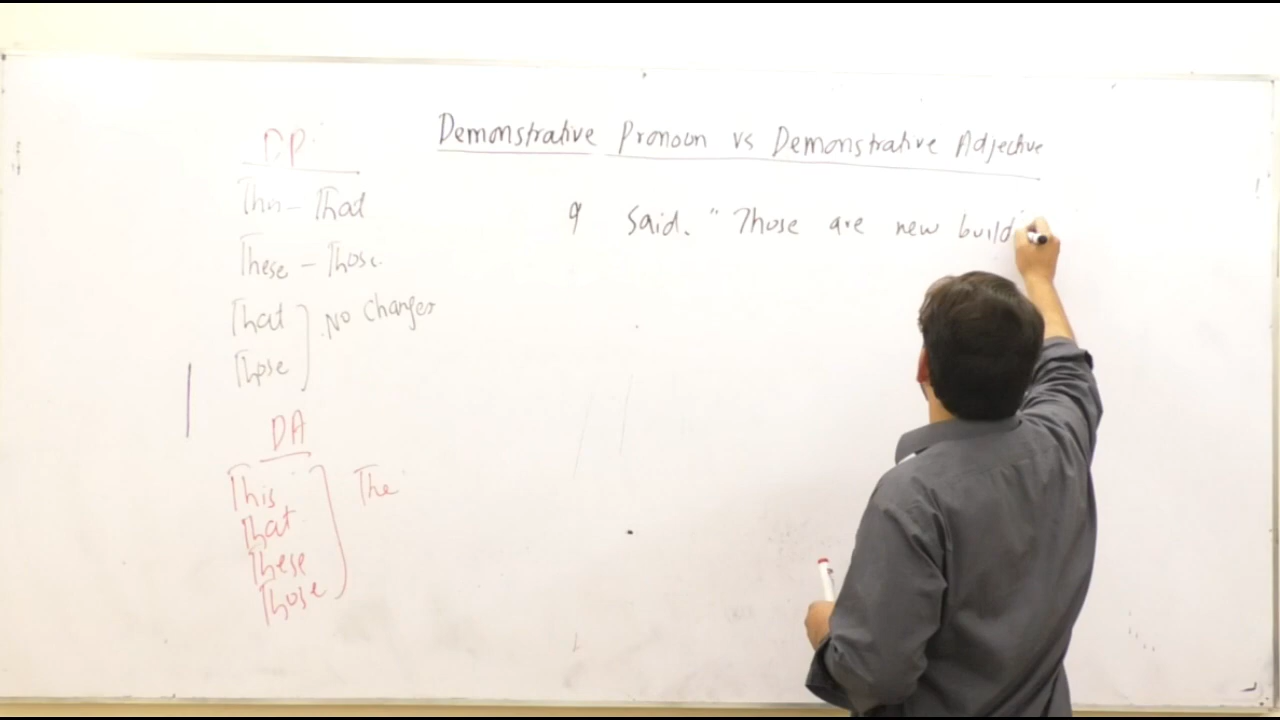 Demonstrative Pronoun vs Demonstrative Adjective
I Said. "Those are new build
DP
This - That
These - Those
That
Those
No Changes
DA
This
That
These
Those
The